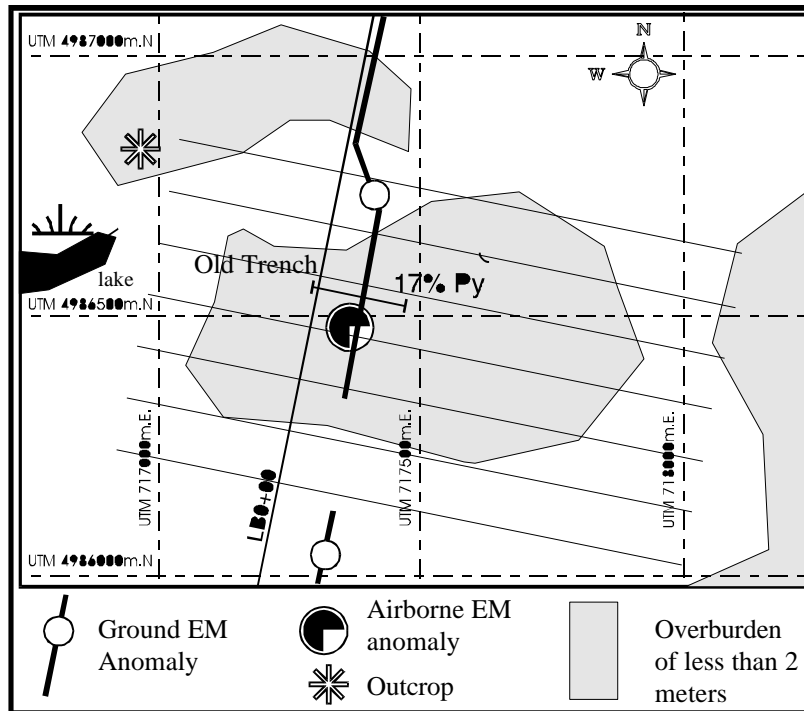 UTM 4987000m.N
N
W
Old Trench
17% Py
lake
UTM 4986500m.N
UTM 717000m.E.
UTM 717500m.E.
UTM 718000m.E.
LB0+00
UTM 4986000m.N
Ground EM
Anomaly
Airborne EM
anomaly
Outcrop
Overburden
of less than 2
meters